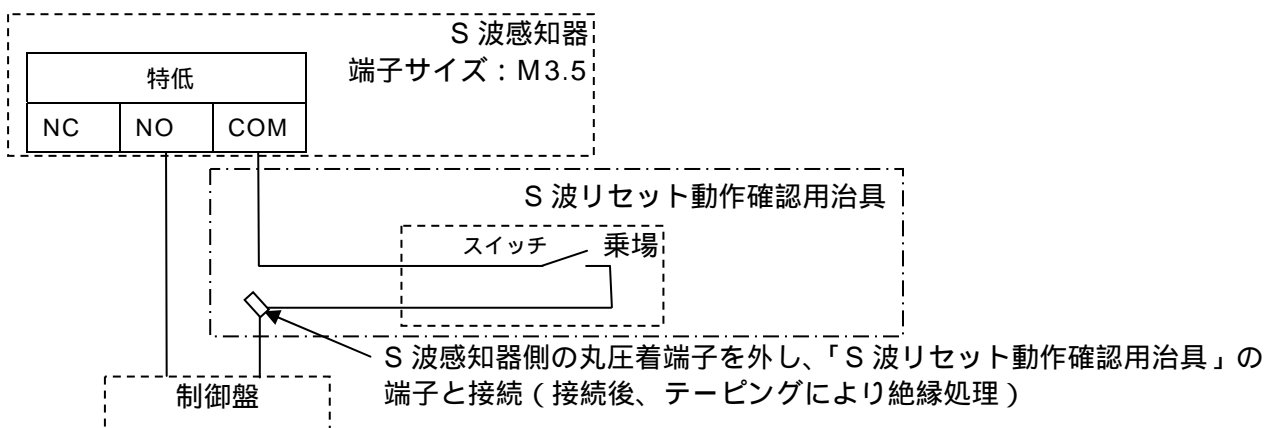 S 波感知器
端子サイズ:M3.5
特低
NC NO COM
S 波リセット動作確認用治具
スイッチ 乗場
S 波感知器側の丸圧着端子を外し、「S 波リセット動作確認用治具」の
端子と接続(接続後、テーピングにより絶縁処理)
制御盤